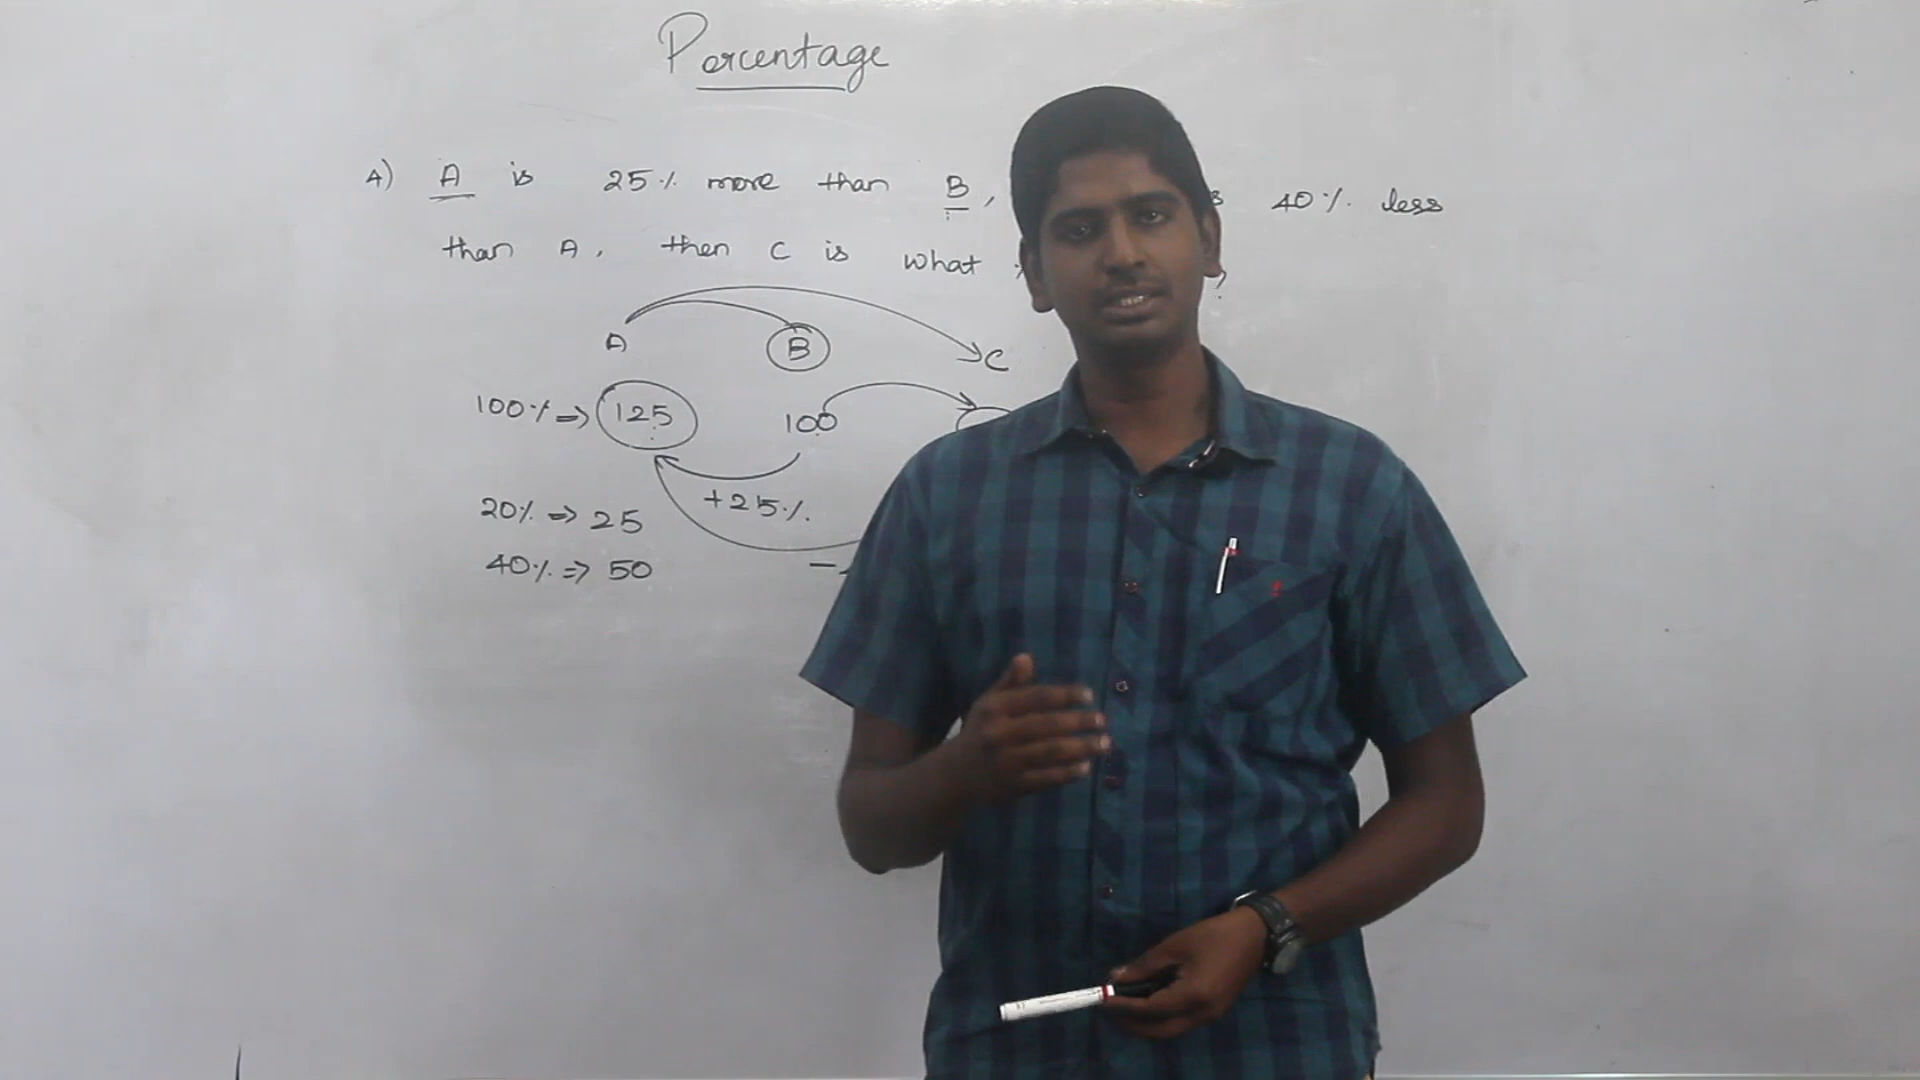 Percentage
4) A is 25% more than B, 40% less
than A, then C is what
A B C
100% => 125 100
+25%
20% => 25
40% => 50